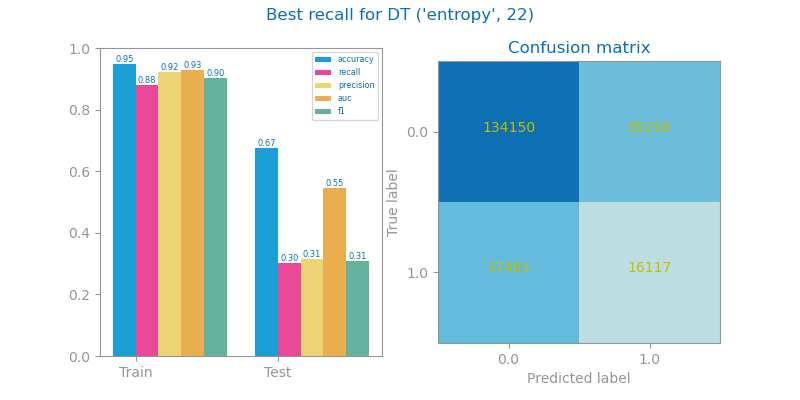 Best recall for DT ('entropy', 22)
1.0
0.8
0.6
0.4
0.2
0.0
0.95
0.88
0.92
0.93
0.90
0.67
0.30
0.31
0.55
0.31
accuracy
recall
precision
auc
f1
Train
Test
Confusion matrix
True label
0.0
1.0
134150
35258
37481
16117
0.0
1.0
Predicted label